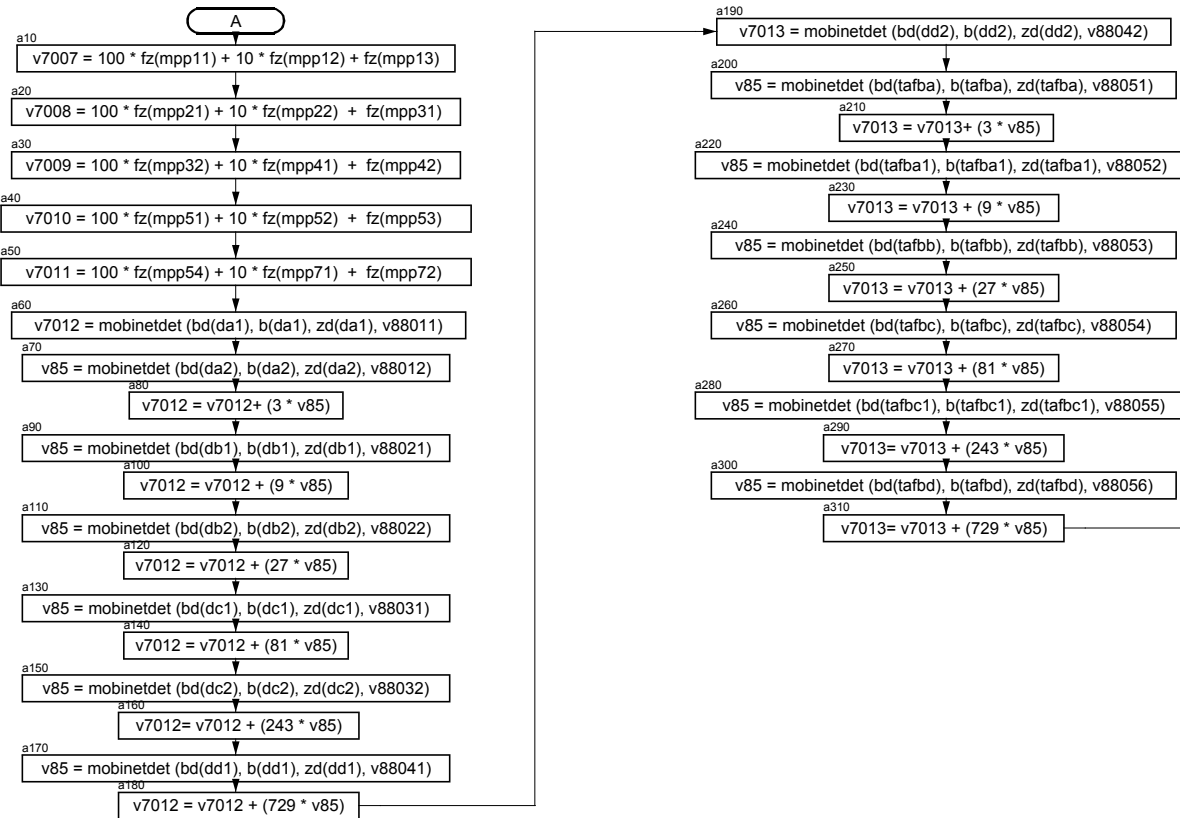 A
a10
v7007 = 100 * fz(mpp11) + 10 * fz(mpp12) + fz(mpp13)
a20
v7008 = 100 * fz(mpp21) + 10 * fz(mpp22) + fz(mpp31)
a30
v7009 = 100 * fz(mpp32) + 10 * fz(mpp41) + fz(mpp42)
a40
v7010 = 100 * fz(mpp51) + 10 * fz(mpp52) + fz(mpp53)
a50
v7011 = 100 * fz(mpp54) + 10 * fz(mpp71) + fz(mpp72)
a60
v7012 = mobinetdet (bd(da1), b(da1), zd(da1), v88011)
a70
v85 = mobinetdet (bd(da2), b(da2), zd(da2), v88012)
a80
v7012 = v7012+ (3 * v85)
a90
v85 = mobinetdet (bd(db1), b(db1), zd(db1), v88021)
a100
v7012 = v7012 + (9 * v85)
a110
v85 = mobinetdet (bd(db2), b(db2), zd(db2), v88022)
a120
v7012 = v7012 + (27 * v85)
a130
v85 = mobinetdet (bd(dc1), b(dc1), zd(dc1), v88031)
a140
v7012 = v7012 + (81 * v85)
a150
v85 = mobinetdet (bd(dc2), b(dc2), zd(dc2), v88032)
a160
v7012= v7012 + (243 * v85)
a170
v85 = mobinetdet (bd(dd1), b(dd1), zd(dd1), v88041)
a180
v7012 = v7012 + (729 * v85)
a190
v7013 = mobinetdet (bd(dd2), b(dd2), zd(dd2), v88042)
a200
v85 = mobinetdet (bd(tafba), b(tafba), zd(tafba), v88051)
a210
v7013 = v7013+ (3 * v85)
a220
v85 = mobinetdet (bd(tafba1), b(tafba1), zd(tafba1), v88052)
a230
v7013 = v7013 + (9 * v85)
a240
v85 = mobinetdet (bd(tafbb), b(tafbb), zd(tafbb), v88053)
a250
v7013 = v7013 + (27 * v85)
a260
v85 = mobinetdet (bd(tafbc), b(tafbc), zd(tafbc), v88054)
a270
v7013 = v7013 + (81 * v85)
a280
v85 = mobinetdet (bd(tafbc1), b(tafbc1), zd(tafbc1), v88055)
a290
v7013= v7013 + (243 * v85)
a300
v85 = mobinetdet (bd(tafbd), b(tafbd), zd(tafbd), v88056)
a310
v7013= v7013 + (729 * v85)